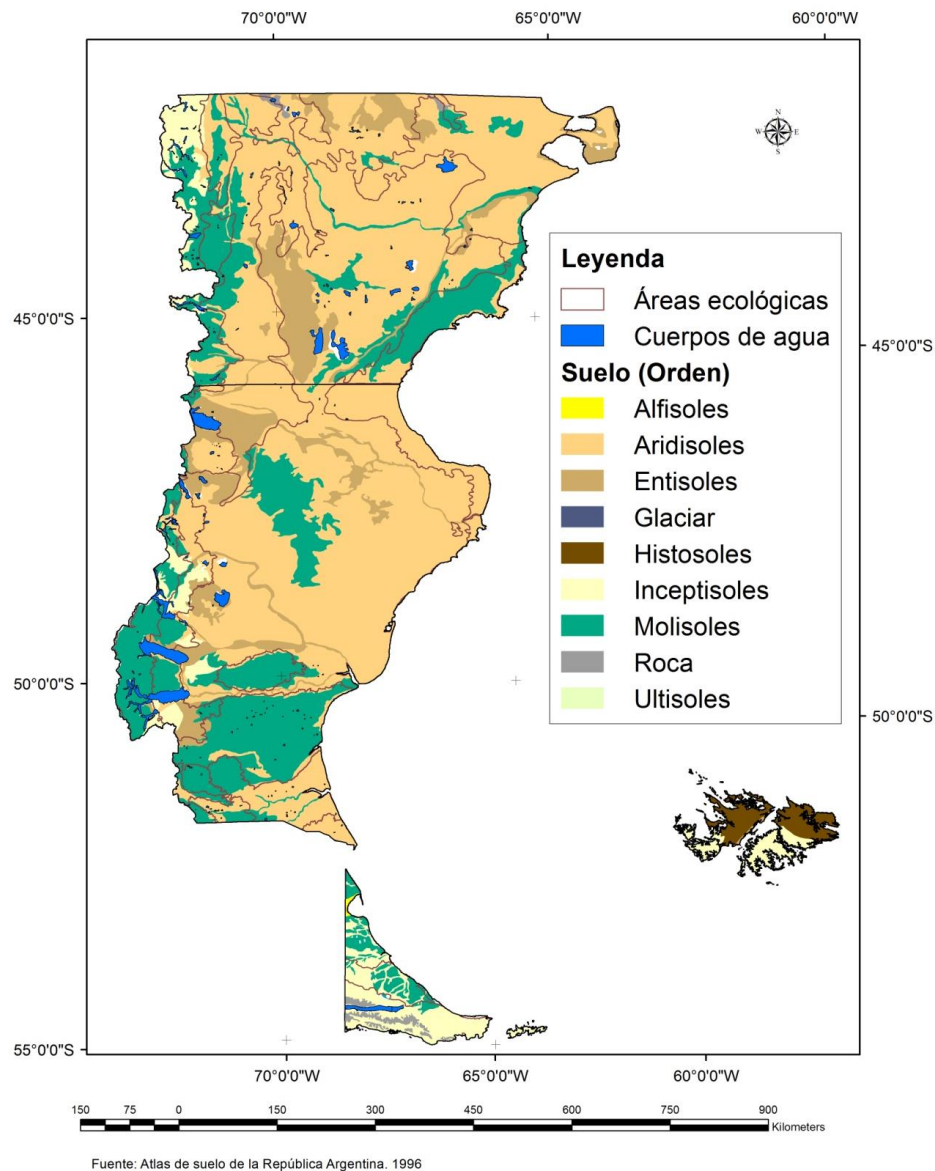 70°0'0"W 65°0'0"W 60°0'0"W
N
W E
S
Leyenda
Áreas ecológicas
Cuerpos de agua
Suelo (Orden)
Alfisoles
Aridisoles
Entisoles
Glaciar
Histosoles
Inceptisoles
Molisoles
Roca
Ultisoles
45°0'0"S 45°0'0"S
50°0'0"S 50°0'0"S
55°0'0"S
70°0'0"W 65°0'0"W 60°0'0"W
150 75 0 150 300 450 600 750 900
Kilometers
Fuente: Atlas de suelo de la República Argentina. 1996